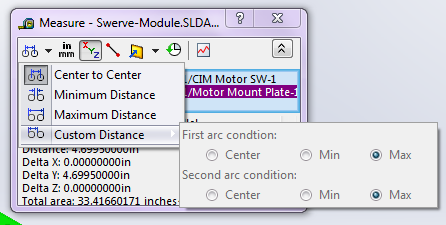 Measure - Swerve-Module.SLDA...
in
mm
XYZ
Center to Center
Minimum Distance
Maximum Distance
Custom Distance
/CIM Motor SW-1
/Motor Mount Plate-1
First arc condtion:
Center Min Max
Second arc condition:
Center Min Max
Distance: 4.69950000in
Delta X: 0.00000000in
Delta Y: 4.69950000in
Delta Z: 0.00000000in
Total area: 33.41660171 inches